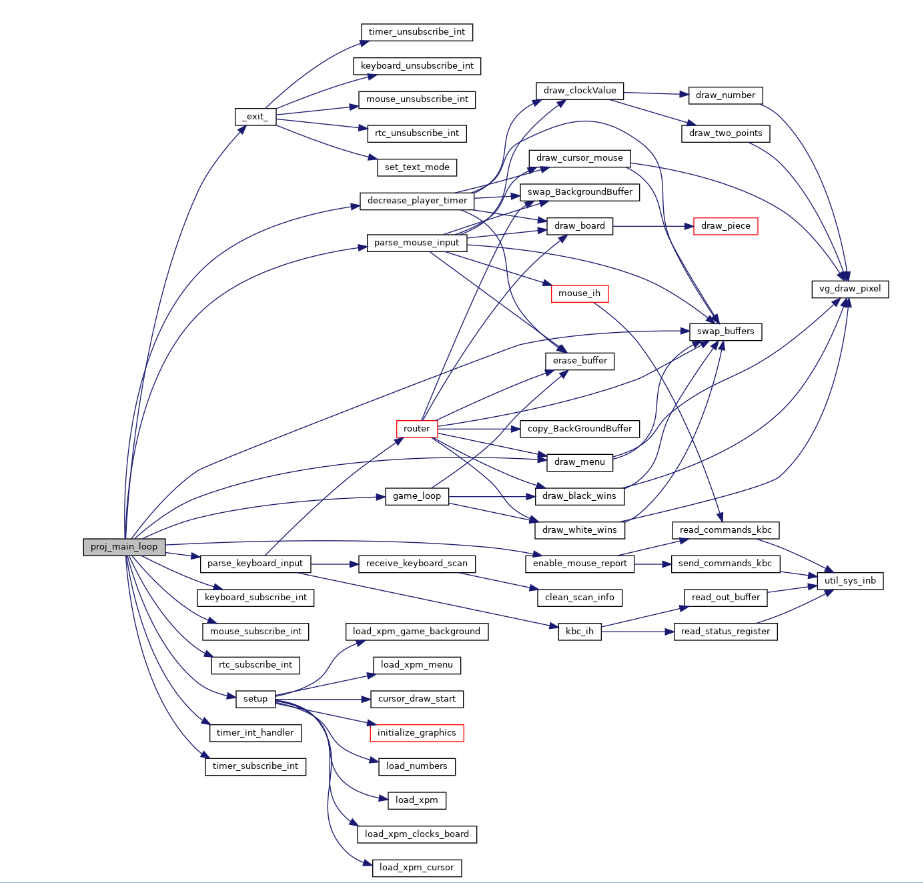 timer_unsubscribe_int
keyboard_unsubscribe_int
mouse_unsubscribe_int
_exit_
rtc_unsubscribe_int
set_text_mode
draw_clockValue
draw_number
draw_two_points
draw_cursor_mouse
decrease_player_timer
swap_BackgroundBuffer
parse_mouse_input
draw_board
draw_piece
mouse_ih
vg_draw_pixel
swap_buffers
erase_buffer
router
copy_BackGroundBuffer
draw_menu
game_loop
draw_black_wins
draw_white_wins
read_commands_kbc
proj_main_loop
parse_keyboard_input
receive_keyboard_scan
enable_mouse_report
send_commands_kbc
util_sys_inb
keyboard_subscribe_int
clean_scan_info
read_out_buffer
mouse_subscribe_int
load_xpm_game_background
kbc_ih
read_status_register
rtc_subscribe_int
load_xpm_menu
setup
cursor_draw_start
timer_int_handler
initialize_graphics
timer_subscribe_int
load_numbers
load_xpm
load_xpm_clocks_board
load_xpm_cursor